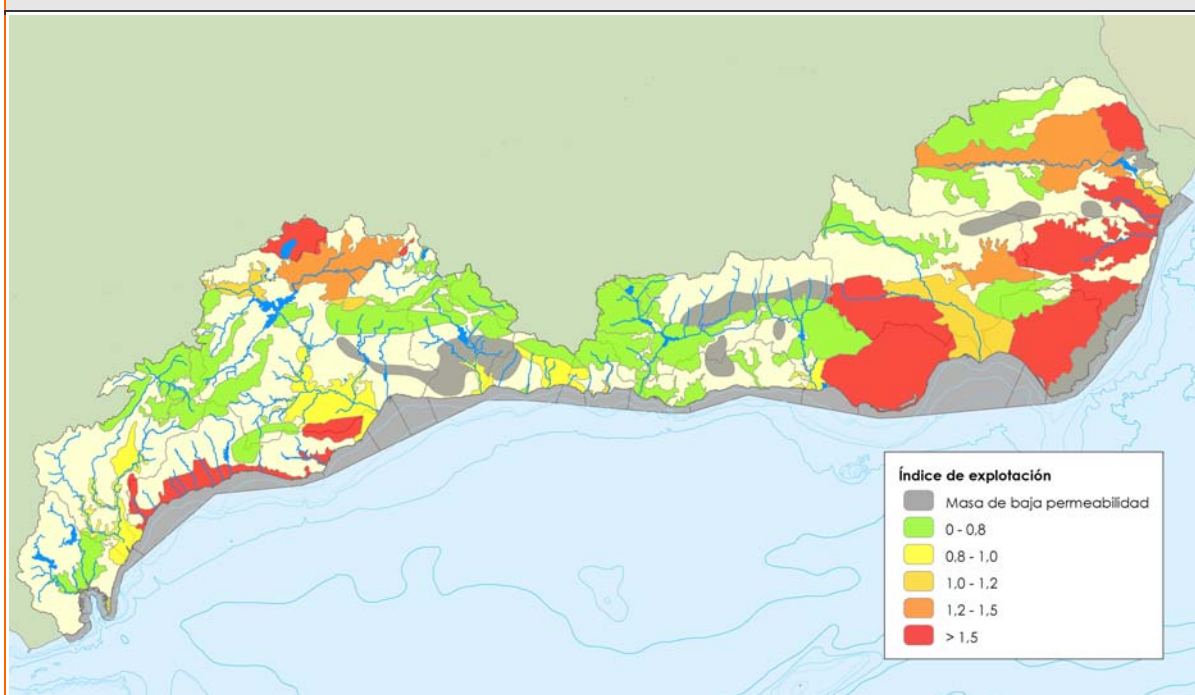 Índice de explotación
Masa de baja permeabilidad
0 - 0,8
0,8 - 1,0
1,0 - 1,2
1,2 - 1,5
> 1,5